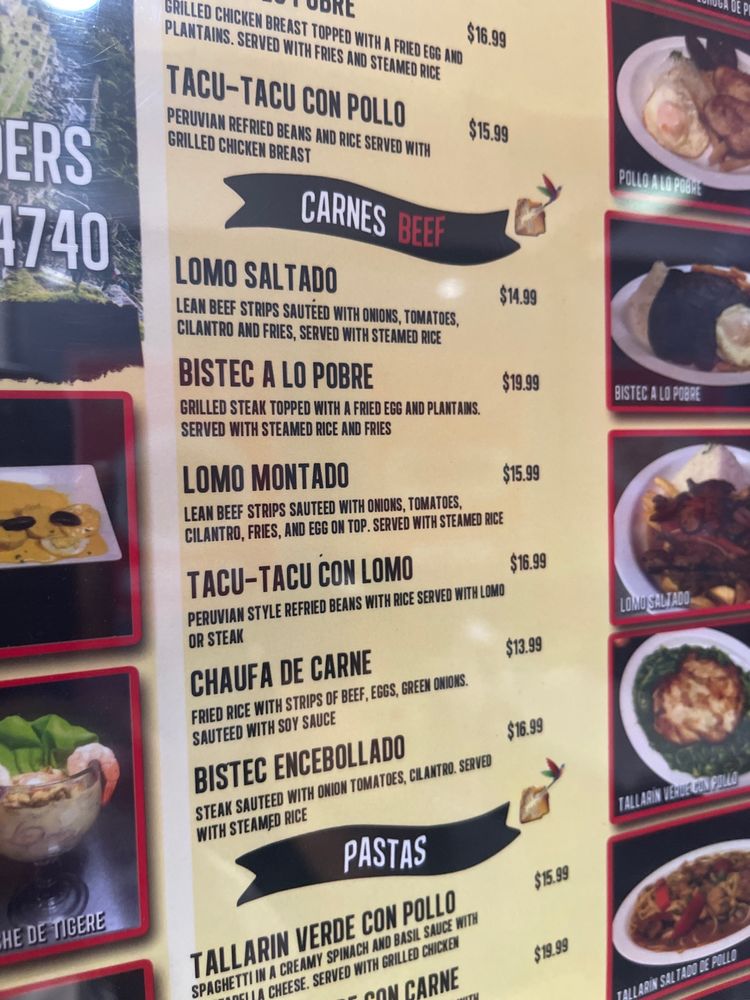 POBRE
GRILLED CHICKEN BREAST TOPPED WITH A FRIED EGG AND
PLANTAINS. SERVED WITH FRIES AND STEAMED RICE
$16.99
TACU-TACU CON POLLO
$15.99
PERUVIAN REFRIED BEANS AND RICE SERVED WITH
GRILLED CHICKEN BREAST
CARNES BEEF
LOMO SALTADO
$14.99
LEAN BEEF STRIPS SAUTÉED WITH ONIONS, TOMATOES,
CILANTRO AND FRIES, SERVED WITH STEAMED RICE
BISTEC A LO POBRE
$19.99
GRILLED STEAK TOPPED WITH A FRIED EGG AND PLANTAINS.
SERVED WITH STEAMED RICE AND FRIES
LOMO MONTADO
$15.99
LEAN BEEF STRIPS SAUTEED WITH ONIONS, TOMATOES,
CILANTRO, FRIES, AND EGG ON TOP. SERVED WITH STEAMED RICE
TACU-TACU CON LOMO
$16.99
PERUVIAN STYLE REFRIED BEANS WITH RICE SERVED WITH LOMO
OR STEAK
CHAUFA DE CARNE
$13.99
FRIED RICE WITH STRIPS OF BEEF, EGGS, GREEN ONIONS.
SAUTEED WITH SOY SAUCE
BISTEC ENCEBOLLADO
$16.99
STEAK SAUTEED WITH ONION TOMATOES, CILANTRO. SERVED
WITH STEAMED RICE
PASTAS
TALLARIN VERDE CON POLLO
$15.99
SPAGHETTI IN A CREAMY SPINACH AND BASIL SAUCE WITH
CHEESE. SERVED WITH GRILLED CHICKEN
CON CARNE
$19.99
DERS
4740
DE TIGERE
DE
POLLO A LO POBRE
BISTEC A LO POBRE
LOMO SALTADO
TALLARÍN VERDE CON POLLO
TALLARÍN SALTADO DE POLLO